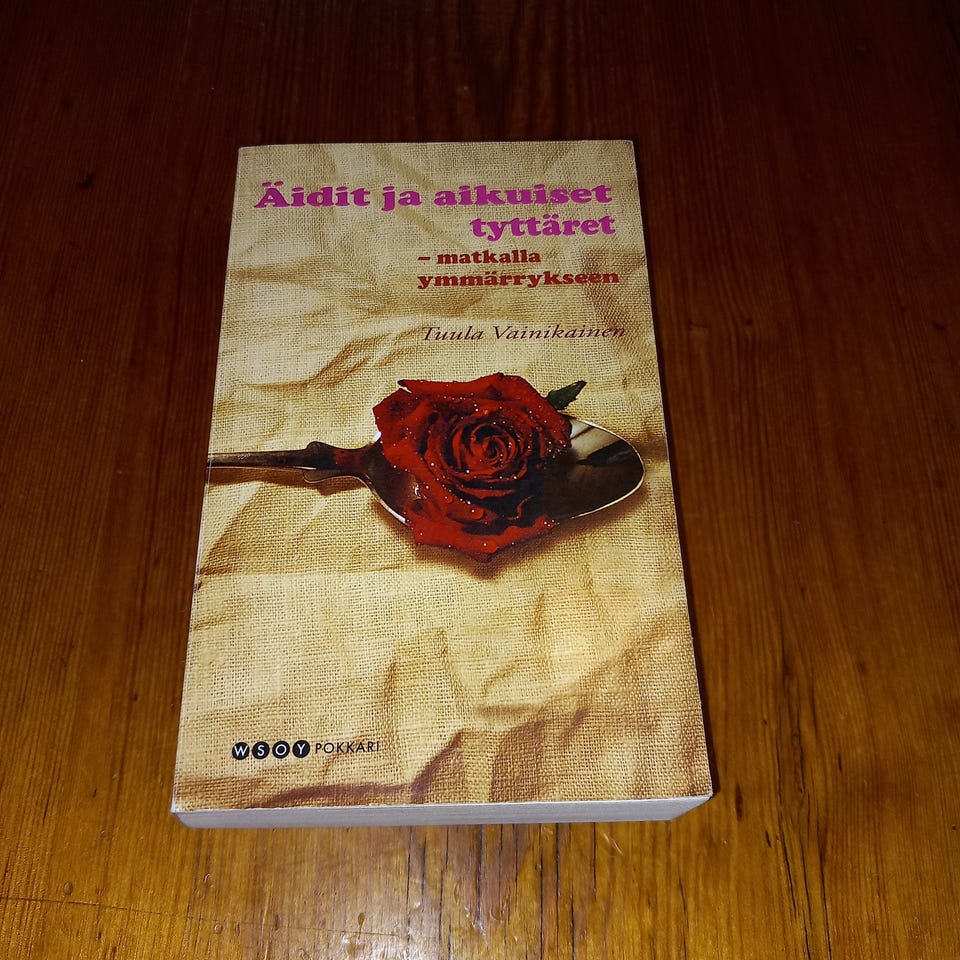 Äidit ja aikuiset
tyttäret
– matkalla
ymmärrykseen
Tuula Vainikainen
WSOY POKKARI